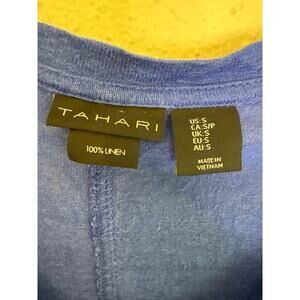 TAHARI
100% LINEN
US:S
CA:S/P
UK:S
EU:S
AU:S
MADE IN
VIETNAM